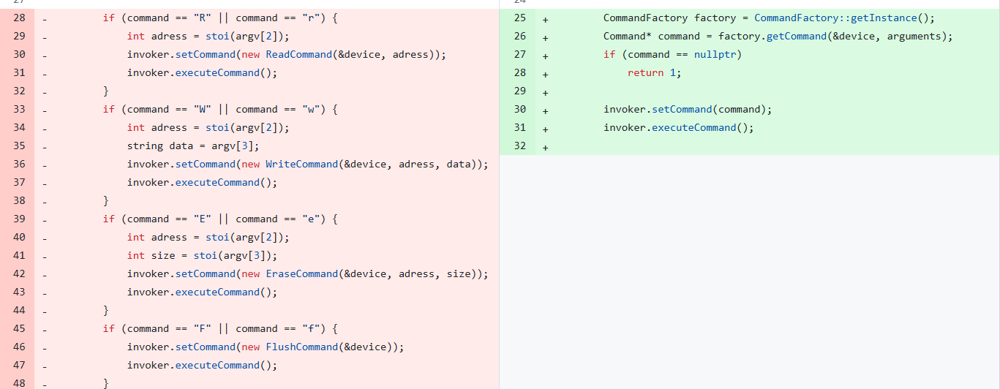 28 - if (command == "R" || command == "r") {
29 - int adress = stoi(argv[2]);
30 - invoker.setCommand(new ReadCommand(&device, adress));
31 - invoker.executeCommand();
32 - }
33 - if (command == "W" || command == "w") {
34 - int adress = stoi(argv[2]);
35 - string data = argv[3];
36 - invoker.setCommand(new WriteCommand(&device, adress, data));
37 - invoker.executeCommand();
38 - }
39 - if (command == "E" || command == "e") {
40 - int adress = stoi(argv[2]);
41 - int size = stoi(argv[3]);
42 - invoker.setCommand(new EraseCommand(&device, adress, size));
43 - invoker.executeCommand();
44 - }
45 - if (command == "F" || command == "f") {
46 - invoker.setCommand(new FlushCommand(&device));
47 - invoker.executeCommand();
48 - }
25 + CommandFactory factory = CommandFactory::getInstance();
26 + Command* command = factory.getCommand(&device, arguments);
27 + if (command == nullptr)
28 + return 1;
29 +
30 + invoker.setCommand(command);
31 + invoker.executeCommand();
32 +